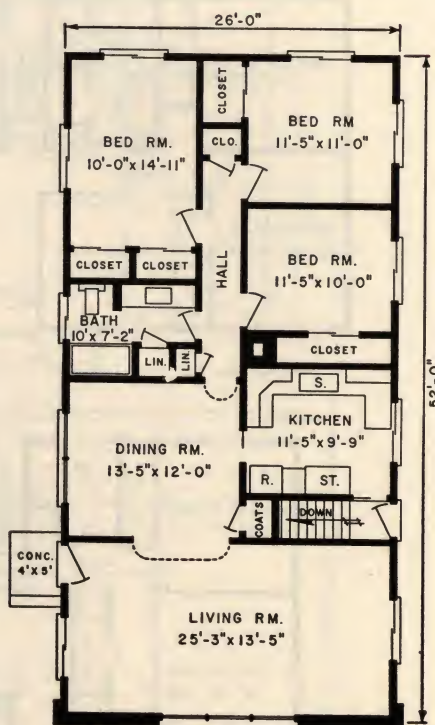 26'-0"
CLOSET
BED RM.
10'-0"x14'-11"
BED RM
11'-5"x11'-0"
CLO.
HALL
BED RM.
11'-5"x10'-0"
CLOSET
CLOSET
BATH
10'x 7'-2"
LIN.
LIN.
CLOSET
52'-0"
S.
KITCHEN
11'-5"x9'-9"
DINING RM.
13'-5"x12'-0"
R.
ST.
COATS
DOWN
CONC.
4'x5'
LIVING RM.
25'-3"x13'-5"